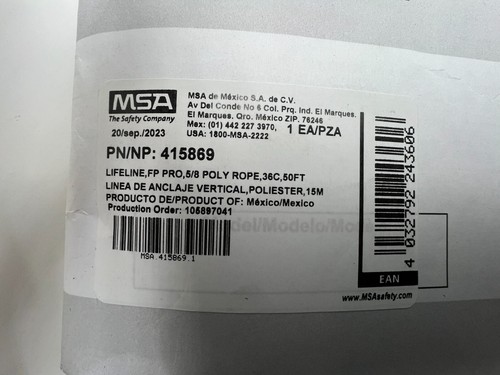 MSA
The Safety Company
MSA de México S.A. de C.V.
Av Del Conde No 6 Col. Prq. Ind. El Marques.
El Marques. Qro. México ZIP. 76246
Mex: (01) 442 227 3970,
USA: 1800-MSA-2222
1 EA/PZA
20/sep./2023
PN/NP: 415869
LIFELINE,FP PRO,5/8 POLY ROPE,36C,50FT
LINEA DE ANCLAJE VERTICAL,POLIESTER,15M
PRODUCTO DE/PRODUCT OF: México/Mexico
Production Order: 105897041
del/Modelo/Mod
MSA.415869.1
4 032792 243606
EAN
www.MSAsafety.com